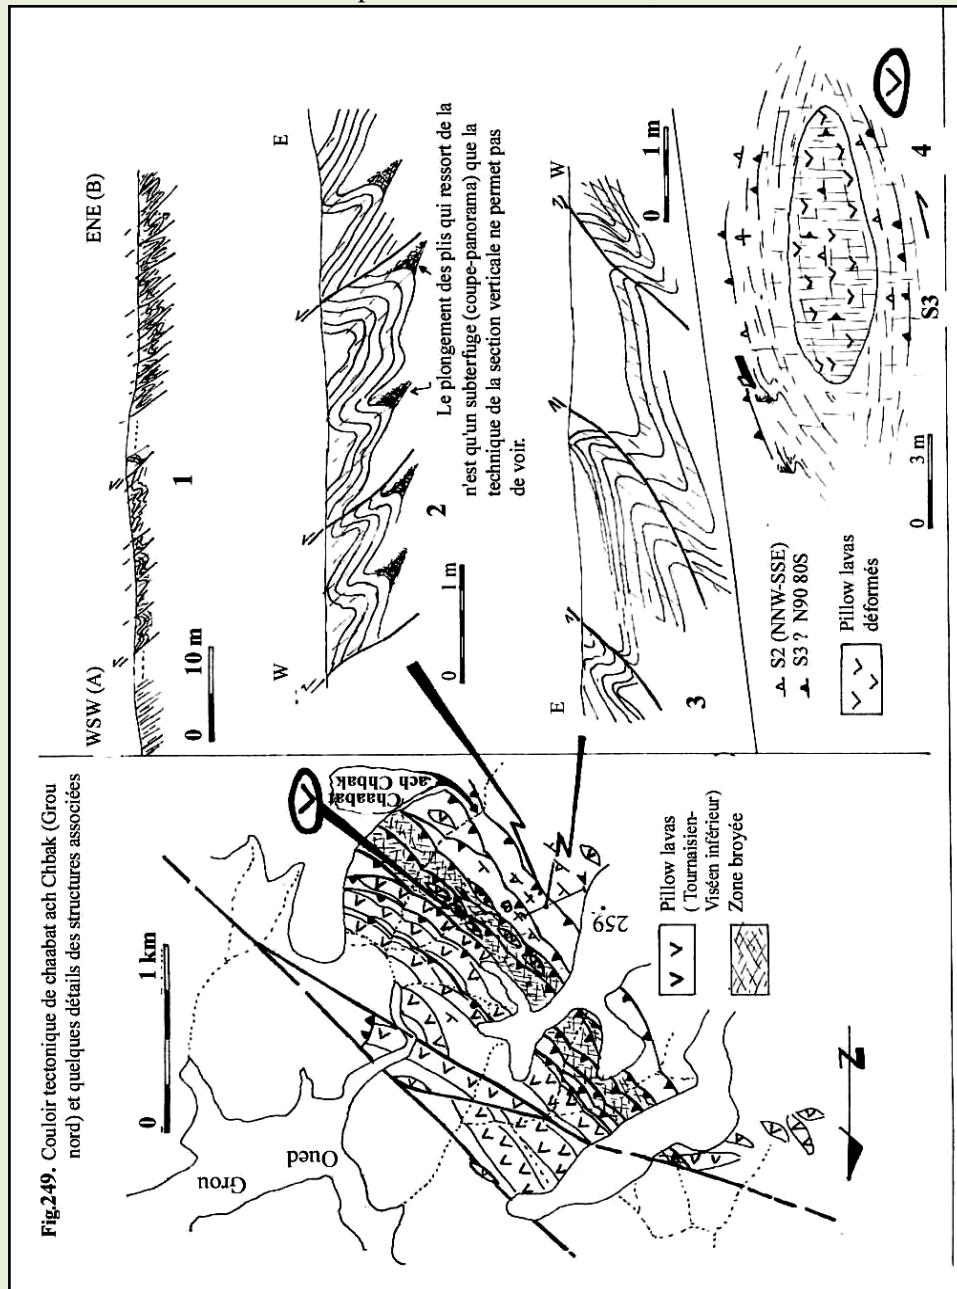 Fig.249. Couloir tectonique de chaabat ach Chbak (Grou
nord) et quelques détails des structures associées
0 1 km
Grou
Oued
Chaabat
ach Chbak
259
B
Pillow lavas
( Tournaisien-
Viséen inférieur)
Zone broyée
N
WSW (A)
ENE (B)
0 10 m
1
W
E
0 1 m
2
Le plongement des plis qui ressort de la
n'est qu'un subterfuge (coupe-panorama) que la
technique de la section verticale ne permet pas
de voir.
E
W
3
0 1 m
S2 (NNW-SSE)
S3 ? N90 80S
Pillow lavas
déformés
0 3 m
S3
4